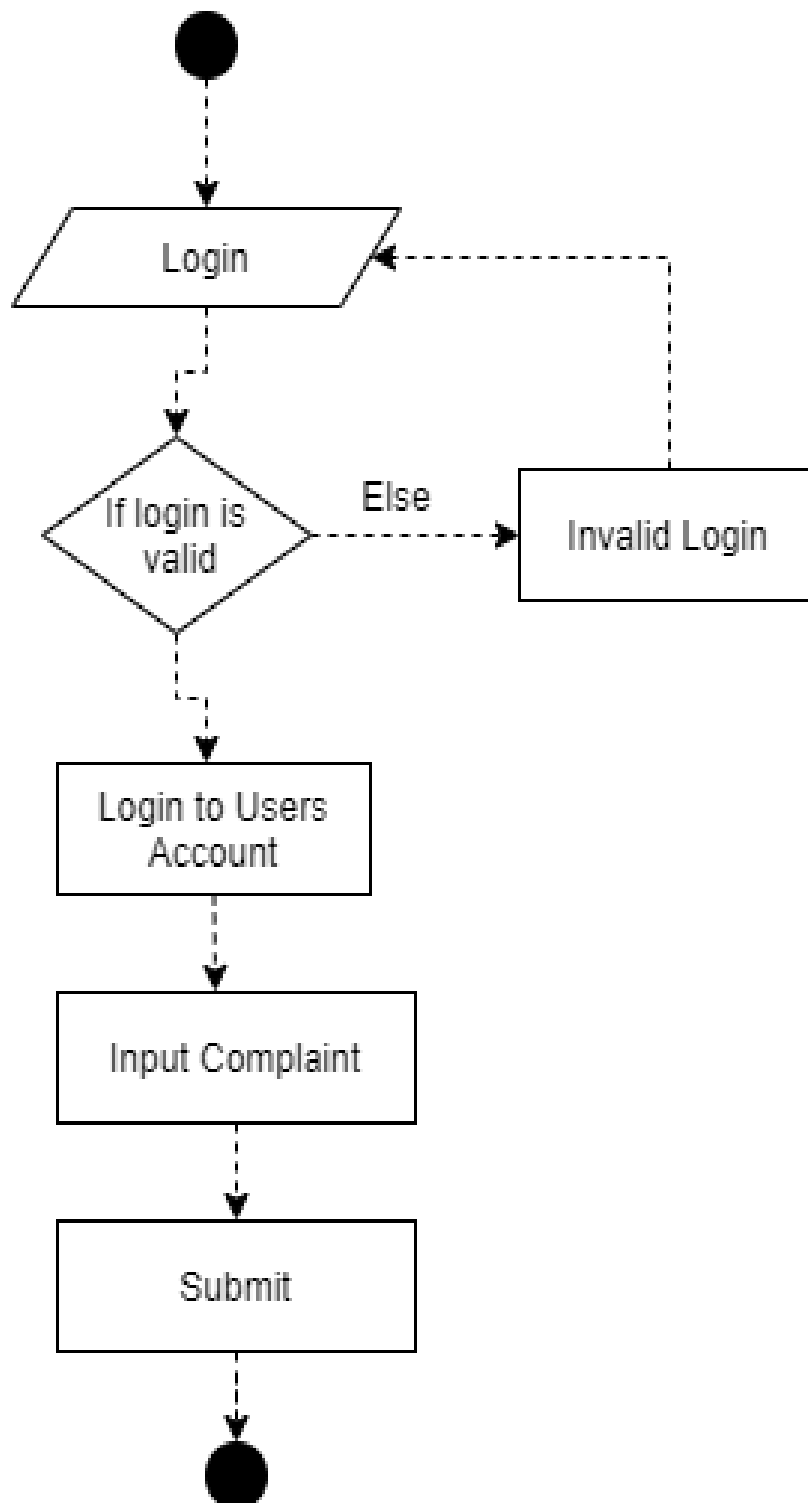 Login
If login is
valid
Else
Invalid Login
Login to Users
Account
Input Complaint
Submit